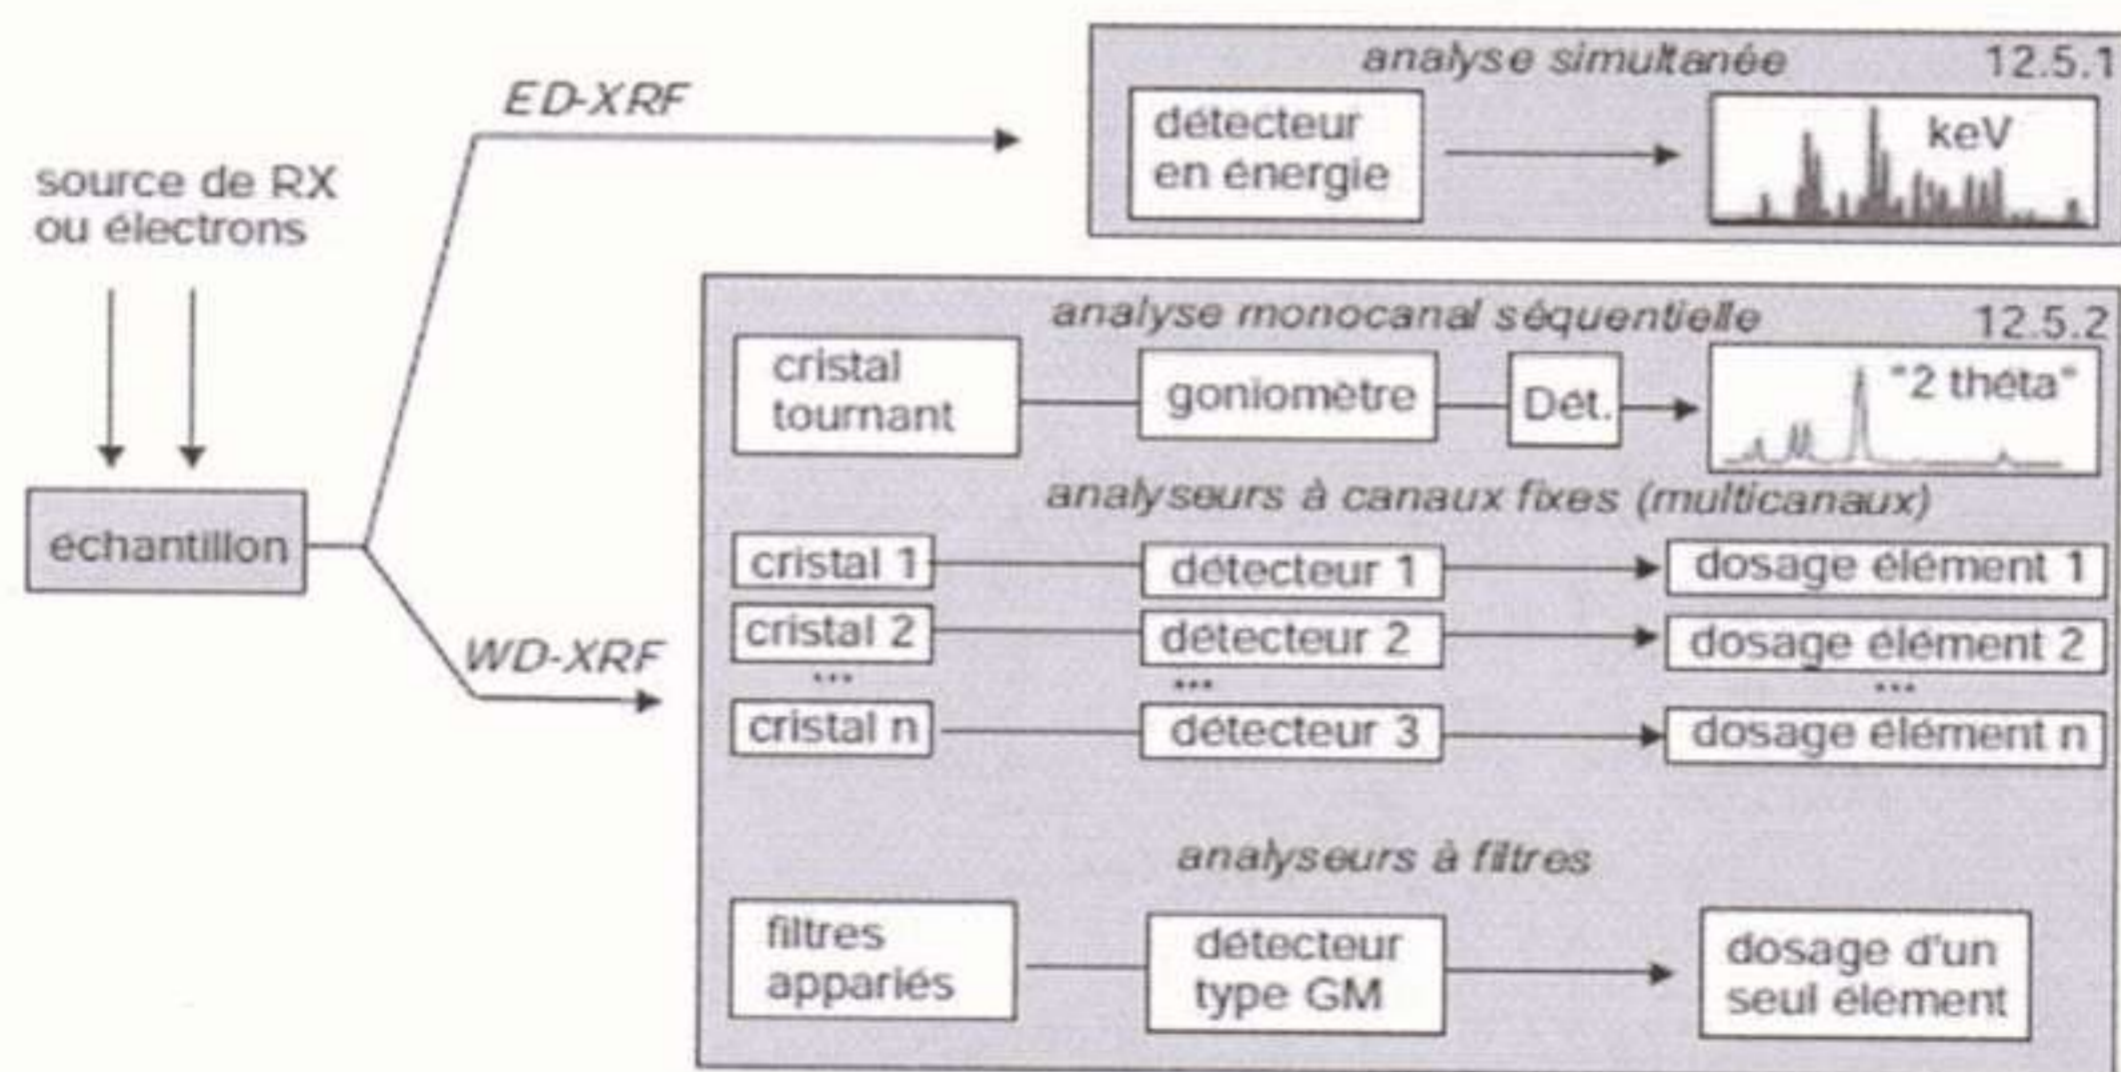 analyse simultanée 12.5.1
ED-XRF
détecteur
en énergie
keV
source de RX
ou électrons
analyse monocanal séquentielle 12.5.2
cristal
tournant
goniomètre
Dét.
"2 théta"
échantillon
analyseurs à canaux fixes (multicanaux)
cristal 1
détecteur 1
dosage élément 1
cristal 2
détecteur 2
dosage élément 2
WD-XRF
...
...
...
cristal n
détecteur 3
dosage élément n
analyseurs à filtres
filtres
appariés
détecteur
type GM
dosage d'un
seul élément